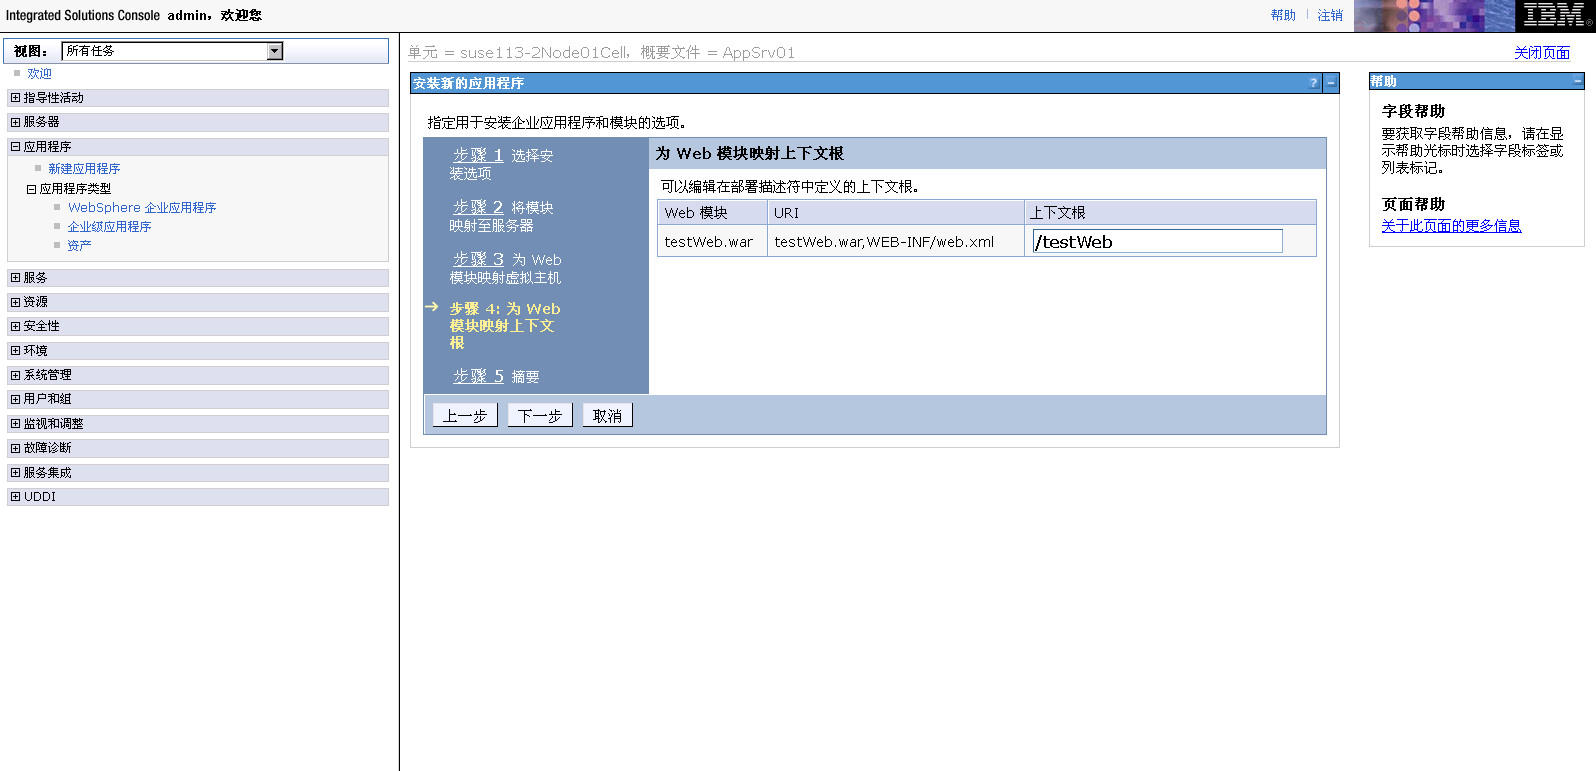 Integrated Solutions Console admin，欢迎您
帮助 注销
IBM®
视图： 所有任务
欢迎
指导性活动
服务器
应用程序
新建应用程序
应用程序类型
WebSphere 企业应用程序
企业级应用程序
资产
服务
资源
安全性
环境
系统管理
用户和组
监视和调整
故障诊断
服务集成
UDDI
单元 = suse113-2Node01Cell，概要文件 = AppSrv01
关闭页面
安装新的应用程序
?
指定用于安装企业应用程序和模块的选项。
步骤 1 选择安
装选项
步骤 2 将模块
映射至服务器
步骤 3 为 Web
模块映射虚拟主机
步骤 4: 为 Web
模块映射上下文
根
步骤 5 摘要
为 Web 模块映射上下文根
可以编辑在部署描述符中定义的上下文根。
Web 模块 URI 上下文根
testWeb.war testWeb.war,WEB-INF/web.xml /testWeb
上一步 下一步 取消
帮助
字段帮助
要获取字段帮助信息，请在显
示帮助光标时选择字段标签或
列表标记。
页面帮助
关于此页面的更多信息